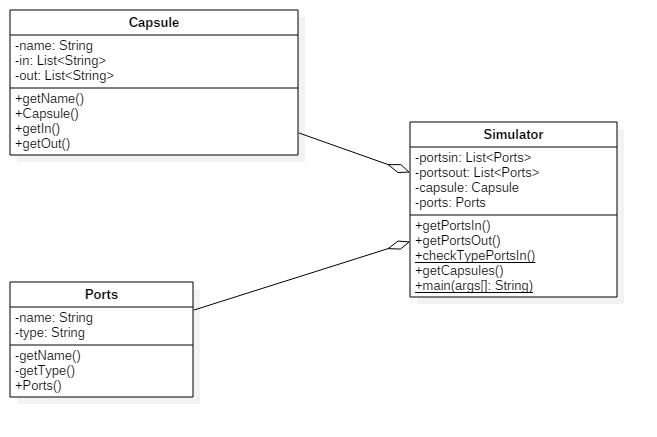 Capsule
-name: String
-in: List<String>
-out: List<String>
+getName()
+Capsule()
+getIn()
+getOut()
Simulator
-portsin: List<Ports>
-portsout: List<Ports>
-capsule: Capsule
-ports: Ports
+getPortsIn()
+getPortsOut()
+checkTypePortsIn()
+getCapsules()
+main(args[]: String)
Ports
-name: String
-type: String
-getName()
-getType()
+Ports()